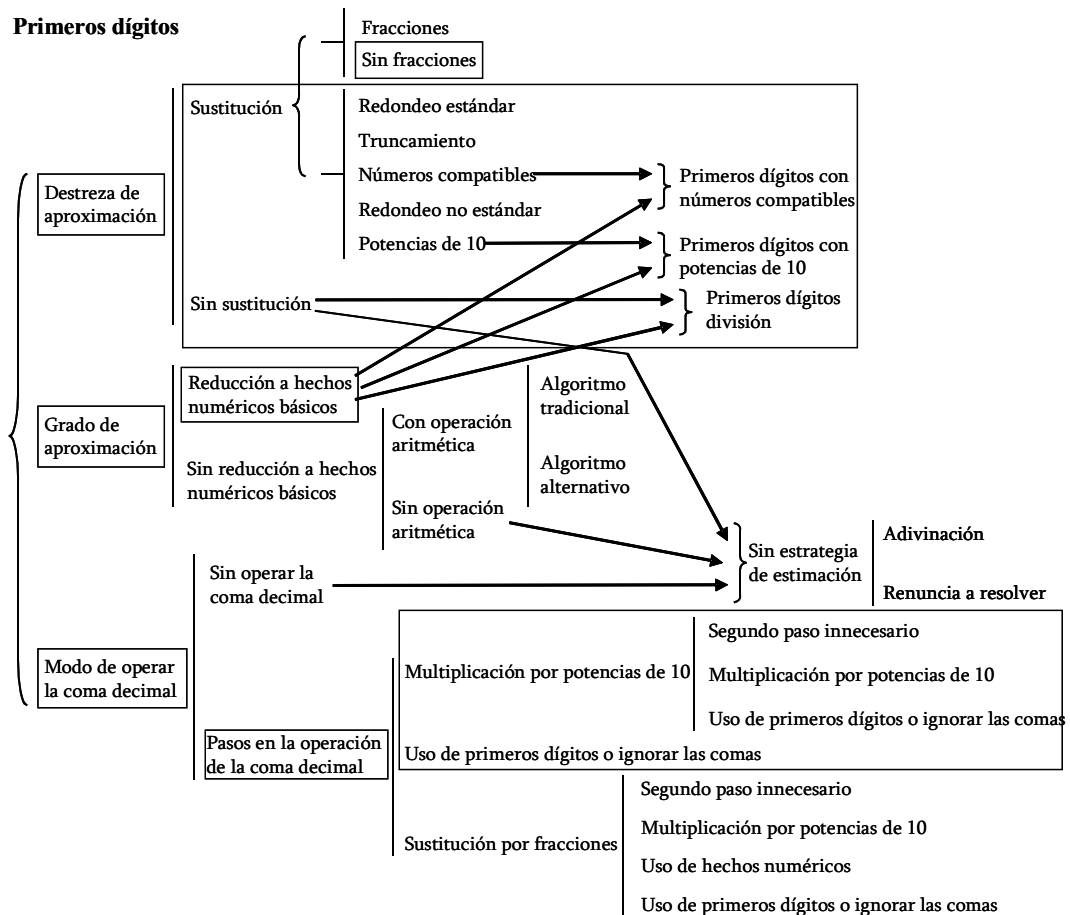 Primeros dígitos
Fracciones
Sin fracciones
Sustitución
Redondeo estándar
Truncamiento
Números compatibles
Redondeo no estándar
Potencias de 10
Primeros dígitos con
números compatibles
Primeros dígitos con
potencias de 10
Destreza de
aproximación
Sin sustitución
Primeros dígitos
división
Reducción a hechos
numéricos básicos
Grado de
aproximación
Sin reducción a hechos
numéricos básicos
Con operación
aritmética
Algoritmo
tradicional
Algoritmo
alternativo
Sin operación
aritmética
Sin estrategia
de estimación
Adivinación
Renuncia a resolver
Sin operar la
coma decimal
Modo de operar
la coma decimal
Pasos en la operación
de la coma decimal
Multiplicación por potencias de 10
Segundo paso innecesario
Multiplicación por potencias de 10
Uso de primeros dígitos o ignorar las comas
Uso de primeros dígitos o ignorar las comas
Sustitución por fracciones
Segundo paso innecesario
Multiplicación por potencias de 10
Uso de hechos numéricos
Uso de primeros dígitos o ignorar las comas